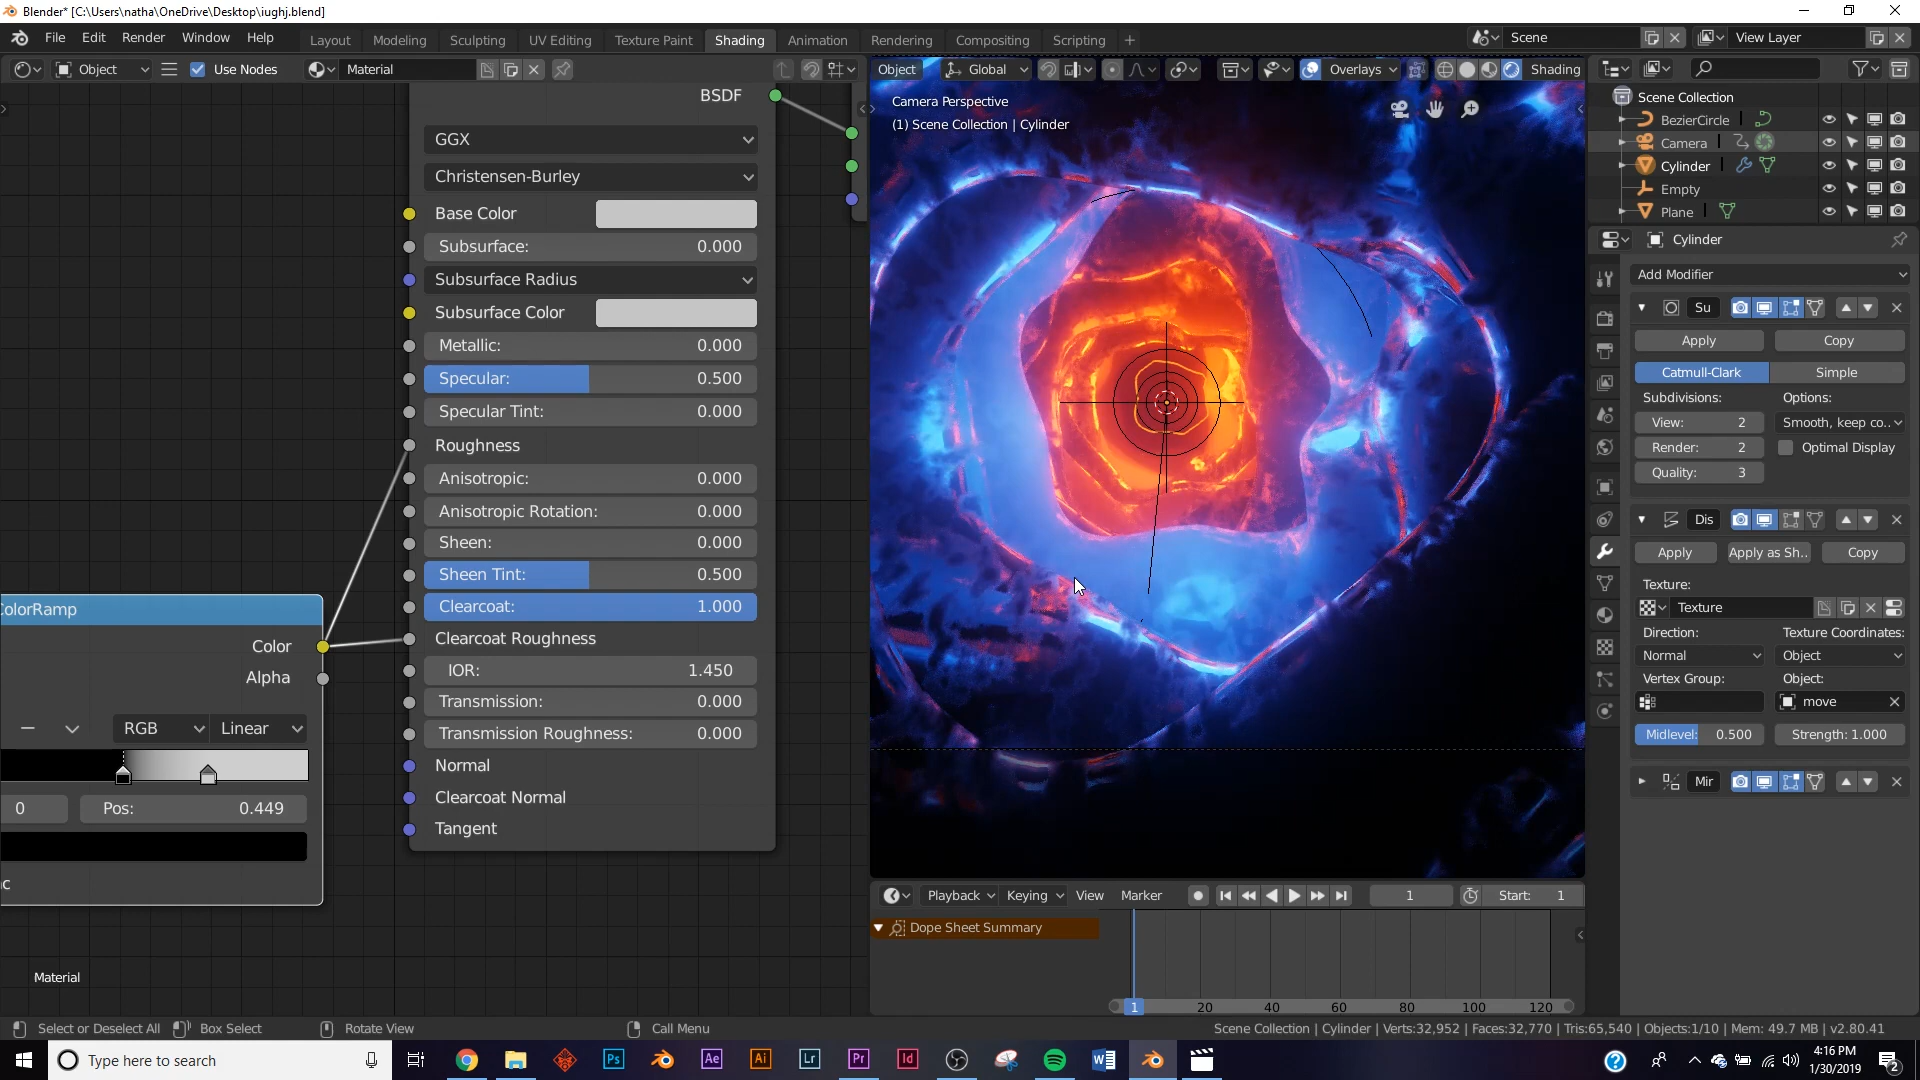 Blender* [C:\Users\natha\OneDrive\Desktop\iughj.blend]
File Edit Render Window Help Layout Modeling Sculpting UV Editing Texture Paint Shading Animation Rendering Compositing Scripting + Scene View Layer
Object Use Nodes Material Object Global Overlays Shading
BSDF
GGX
Christensen-Burley
Base Color
Subsurface: 0.000
Subsurface Radius
Subsurface Color
Metallic: 0.000
Specular: 0.500
Specular Tint: 0.000
Roughness
Anisotropic: 0.000
Anisotropic Rotation: 0.000
Sheen: 0.000
Sheen Tint: 0.500
Clearcoat: 1.000
Clearcoat Roughness
IOR: 1.450
Transmission: 0.000
Transmission Roughness: 0.000
Normal
Clearcoat Normal
Tangent
ColorRamp
Color
Alpha
RGB Linear
0 Pos: 0.449
Material
Camera Perspective
(1) Scene Collection | Cylinder
Playback Keying View Marker 1 Start: 1
Dope Sheet Summary
1 20 40 60 80 100 120
Scene Collection
BezierCircle
Camera
Cylinder
Empty
Plane
Cylinder
Add Modifier
Su
Apply Copy
Catmull-Clark Simple
Subdivisions: Options:
View: 2 Smooth, keep co..
Render: 2 Optimal Display
Quality: 3
Dis
Apply Apply as Sh.. Copy
Texture:
Texture
Direction: Texture Coordinates:
Normal Object
Vertex Group: Object:
move
Midlevel: 0.500 Strength: 1.000
Mir
Select or Deselect All Box Select Rotate View Call Menu Scene Collection | Cylinder | Verts:32,952 | Faces:32,770 | Tris:65,540 | Objects:1/10 | Mem: 49.7 MB | v2.80.41
Type here to search Ps Ae Ai Lr Pr Id W ? 4:16 PM
1/30/2019 2